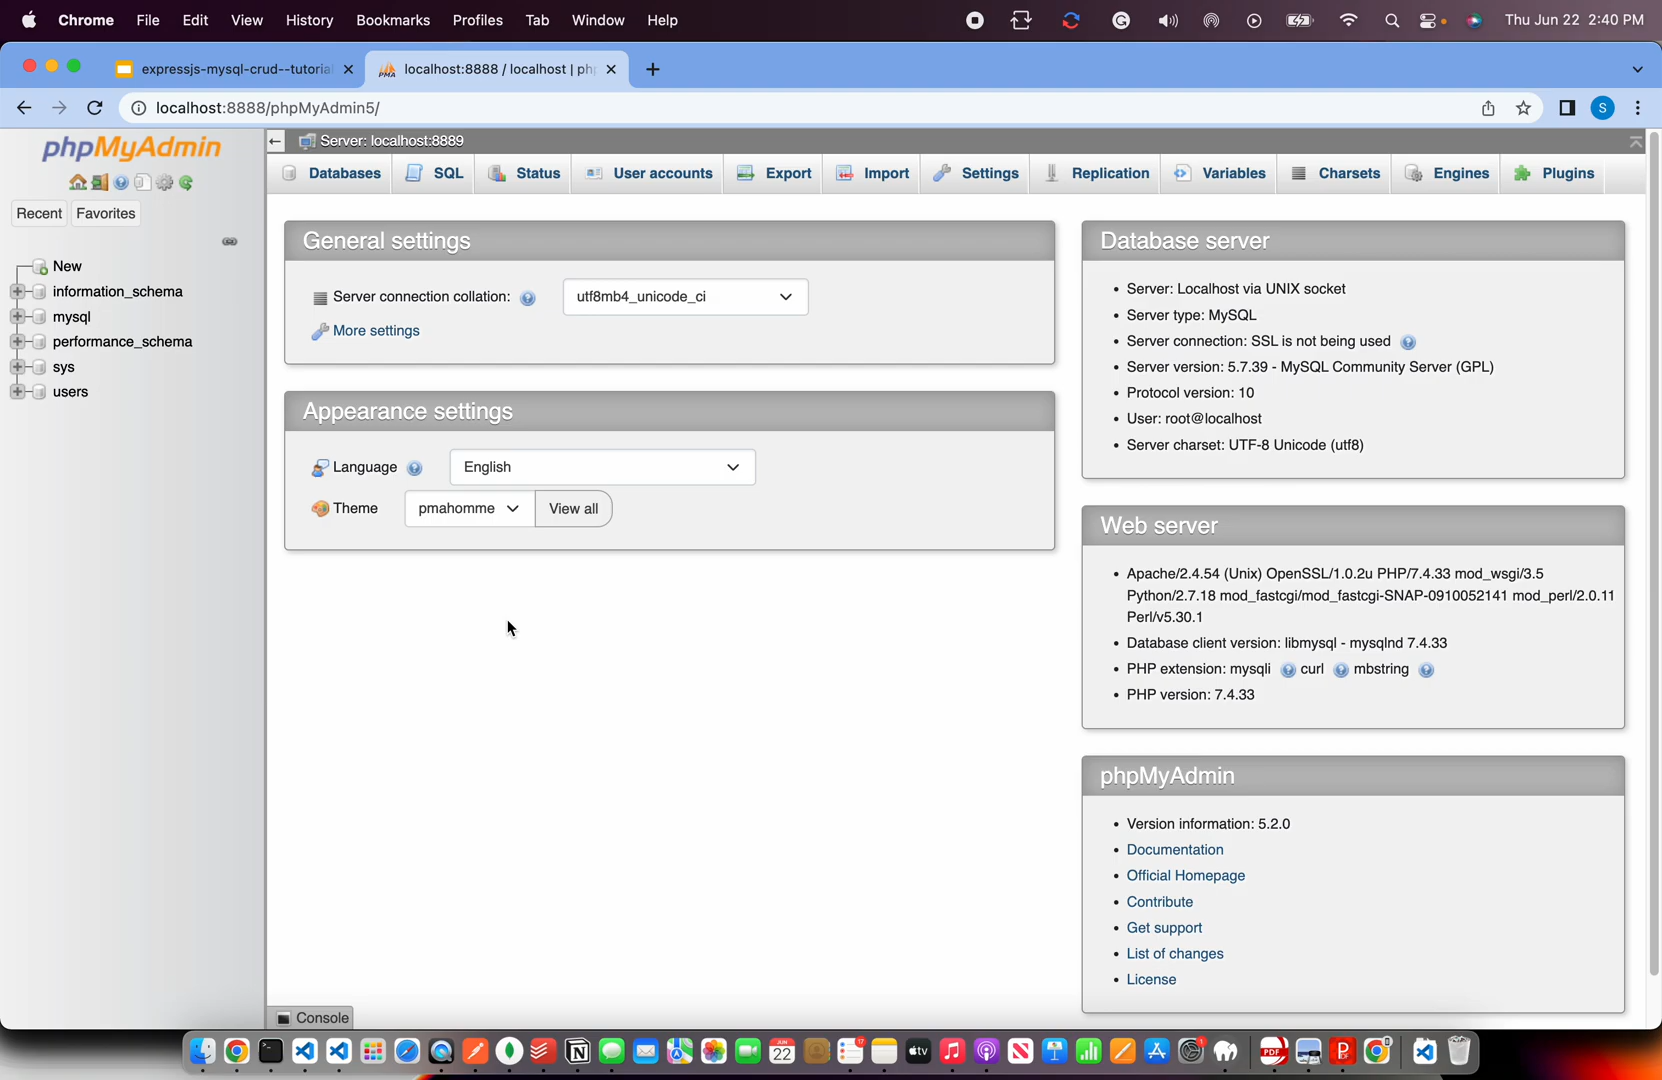 Chrome File Edit View History Bookmarks Profiles Tab Window Help Thu Jun 22 2:40 PM
expressjs-mysql-crud--tutorial localhost:8888 / localhost | ph
localhost:8888/phpMyAdmin5/ S
phpMyAdmin
Recent Favorites
New
information_schema
mysql
performance_schema
sys
users
Server: localhost:8889
Databases SQL Status User accounts Export Import Settings Replication Variables Charsets Engines Plugins
General settings
Server connection collation: utf8mb4_unicode_ci
More settings
Appearance settings
Language English
Theme pmahomme View all
Database server
• Server: Localhost via UNIX socket
• Server type: MySQL
• Server connection: SSL is not being used
• Server version: 5.7.39 - MySQL Community Server (GPL)
• Protocol version: 10
• User: root@localhost
• Server charset: UTF-8 Unicode (utf8)
Web server
• Apache/2.4.54 (Unix) OpenSSL/1.0.2u PHP/7.4.33 mod_wsgi/3.5
Python/2.7.18 mod_fastcgi/mod_fastcgi-SNAP-0910052141 mod_perl/2.0.11
Perl/v5.30.1
• Database client version: libmysql - mysqlnd 7.4.33
• PHP extension: mysqli curl mbstring
• PHP version: 7.4.33
phpMyAdmin
• Version information: 5.2.0
• Documentation
• Official Homepage
• Contribute
• Get support
• List of changes
• License
Console
JUN
22
17
tv
1
PDF